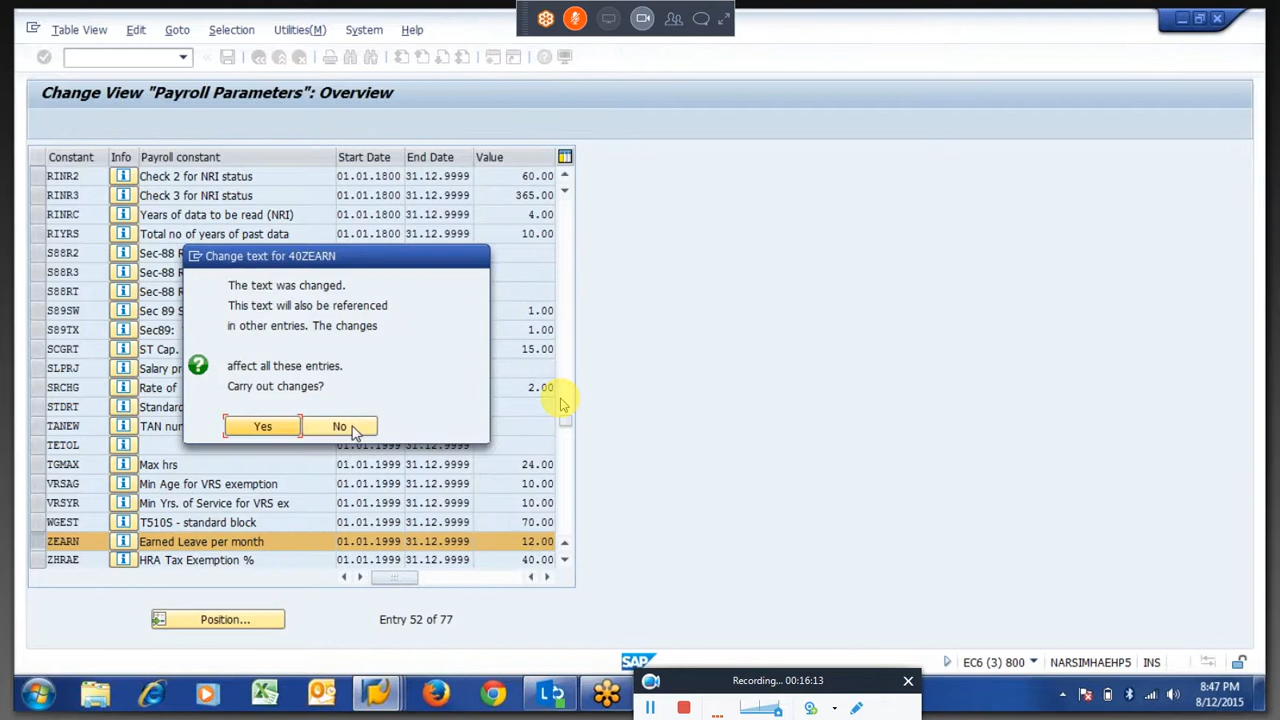 Table View Edit Goto Selection Utilities(M) System Help
Change View "Payroll Parameters": Overview
Constant Info Payroll constant Start Date End Date Value
RINR2 Check 2 for NRI status 01.01.1800 31.12.9999 60.00
RINR3 Check 3 for NRI status 01.01.1800 31.12.9999 365.00
RINRC Years of data to be read (NRI) 01.01.1800 31.12.9999 4.00
RIYRS Total no of years of past data 01.01.1800 31.12.9999 10.00
S88R2 Sec-88 R
S88R3 Sec-88
S88RT Sec-88
S89SW Sec 89 S 1.00
S89TX Sec89: 1.00
SCGRT ST Cap. 15.00
SLPRJ Salary pr
SRCHG Rate of 2.00
STDRT Standard
TANEW TAN nur
TETOL 01.01.1999 31.12.9999
TGMAX Max hrs 01.01.1999 31.12.9999 24.00
VRSAG Min Age for VRS exemption 01.01.1999 31.12.9999 10.00
VRSYR Min Yrs. of Service for VRS ex 01.01.1999 31.12.9999 10.00
WGEST T510S - standard block 01.01.1999 31.12.9999 70.00
ZEARN Earned Leave per month 01.01.1999 31.12.9999 12.00
ZHRAE HRA Tax Exemption % 01.01.1999 31.12.9999 40.00
Change text for 40ZEARN
The text was changed.
This text will also be referenced
in other entries. The changes
affect all these entries.
Carry out changes?
Yes No
Position... Entry 52 of 77
SAP EC6 (3) 800 NARSIMHAEHP5 INS
Recording... 00:16:13
8:47 PM
8/12/2015